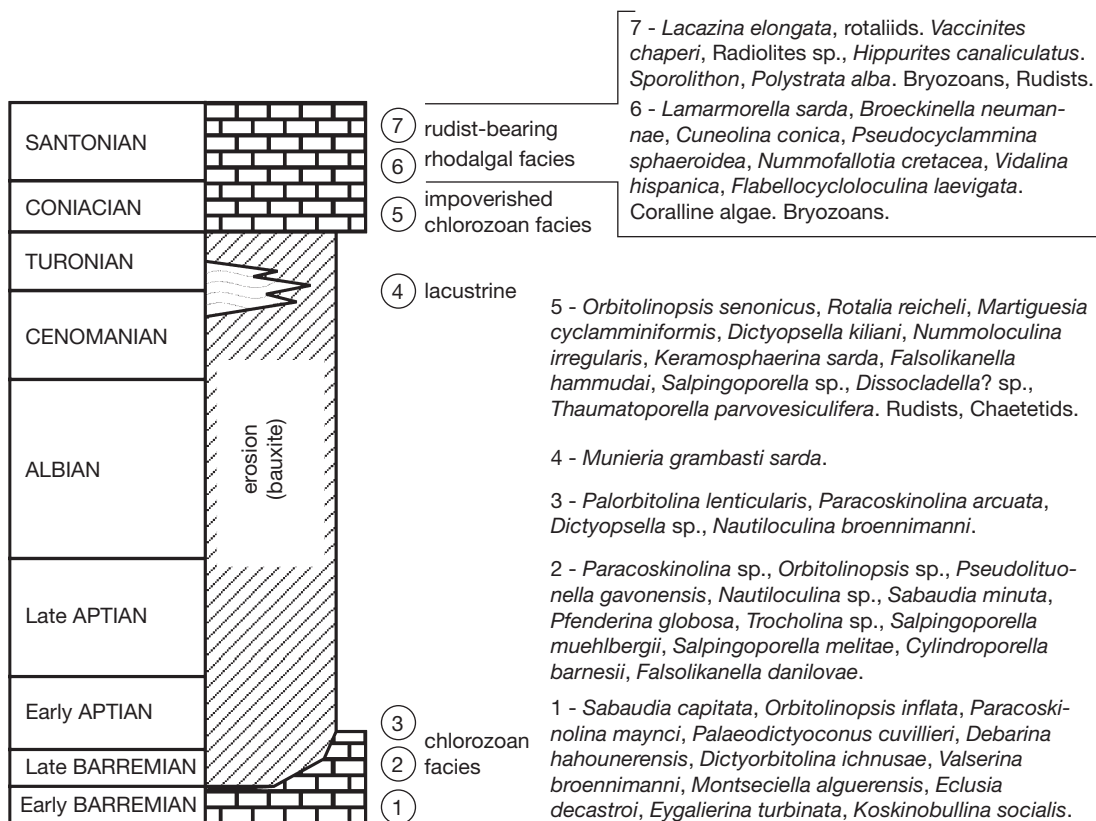 7 - Lacazina elongata, rotaliids. Vaccinites
chaperi, Radiolites sp., Hippurites canaliculatus.
Sporolithon, Polystrata alba. Bryozoans, Rudists.
6 - Lamarmorella sarda, Broeckinella neuman-
nae, Cuneolina conica, Pseudocyclammina
sphaeroidea, Nummofallotia cretacea, Vidalina
hispanica, Flabellocycloloculina laevigata.
Coralline algae. Bryozoans.
SANTONIAN
7 rudist-bearing
6 rhodalgal facies
CONIACIAN
5 impoverished
chlorozoan facies
TURONIAN
4 lacustrine
CENOMANIAN
5 - Orbitolinopsis senonicus, Rotalia reicheli, Martiguesia
cyclamminiformis, Dictyopsella kiliani, Nummoloculina
irregularis, Keramosphaerina sarda, Falsolikanella
hammudai, Salpingoporella sp., Dissocladella? sp.,
Thaumatoporella parvovesiculifera. Rudists, Chaetetids.
ALBIAN
erosion
(bauxite)
4 - Munieria grambasti sarda.
3 - Palorbitolina lenticularis, Paracoskinolina arcuata,
Dictyopsella sp., Nautiloculina broennimanni.
Late APTIAN
2 - Paracoskinolina sp., Orbitolinopsis sp., Pseudolituo-
nella gavonensis, Nautiloculina sp., Sabaudia minuta,
Pfenderina globosa, Trocholina sp., Salpingoporella
muehlbergii, Salpingoporella melitae, Cylindroporella
barnesii, Falsolikanella danilovae.
Early APTIAN
3
chlorozoan
facies
Late BARREMIAN
2
Early BARREMIAN
1
1 - Sabaudia capitata, Orbitolinopsis inflata, Paracoski-
nolina maynci, Palaeodictyoconus cuvillieri, Debarina
hahounerensis, Dictyorbitolina ichnusae, Valserina
broennimanni, Montseciella alguerensis, Eclusia
decastroi, Eygalierina turbinata, Koskinobullina socialis.